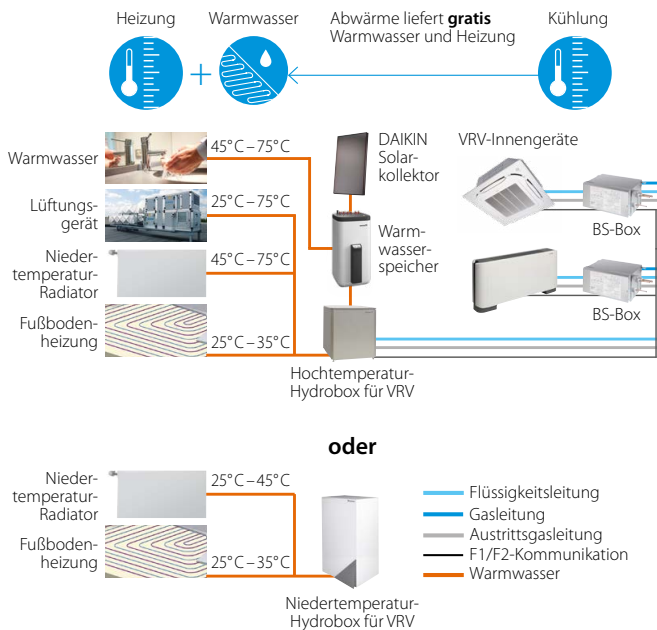 Heizung
Warmwasser
Abwärme liefert gratis
Warmwasser und Heizung
Kühlung
Warmwasser
45°C–75°C
Lüftungs-
gerät
25°C–75°C
Nieder-
temperatur-
Radiator
45°C–75°C
Fußboden-
heizung
25°C–35°C
DAIKIN
Solar-
kollektor
Warm-
wasser-
speicher
Hochtemperatur-
Hydrobox für VRV
VRV-Innengeräte
BS-Box
BS-Box
oder
Nieder-
temperatur-
Radiator
25°C–45°C
Fußboden-
heizung
25°C–35°C
Niedertemperatur-
Hydrobox für VRV
Flüssigkeitsleitung
Gasleitung
Austrittsgasleitung
F1/F2-Kommunikation
Warmwasser